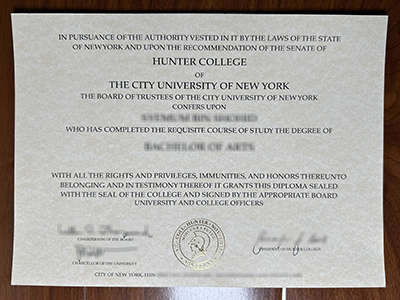 IN PURSUANCE OF THE AUTHORITY VESTED IN IT BY THE LAWS OF THE STATE
OF NEWYORK AND UPON THE RECOMMENDATION OF THE SENATE OF
HUNTER COLLEGE
OF
THE CITY UNIVERSITY OF NEW YORK
THE BOARD OF TRUSTEES OF THE CITY UNIVERSITY OF NEW YORK
CONFERS UPON
WHO HAS COMPLETED THE REQUISITE COURSE OF STUDY THE DEGREE OF
BACHELOR OF ARTS
WITH ALL THE RIGHTS AND PRIVILEGES, IMMUNITIES, AND HONORS THEREUNTO
BELONGING AND IN TESTIMONY THEREOF IT GRANTS THIS DIPLOMA SEALED
WITH THE SEAL OF THE COLLEGE AND SIGNED BY THE APPROPRIATE BOARD
UNIVERSITY AND COLLEGE OFFICERS
CHAIRPERSON OF THE BOARD
PRESIDENT OF HUNTER COLLEGE
CHANCELLOR OF THE UNIVERSITY
CITY OF NEW YORK, THIS